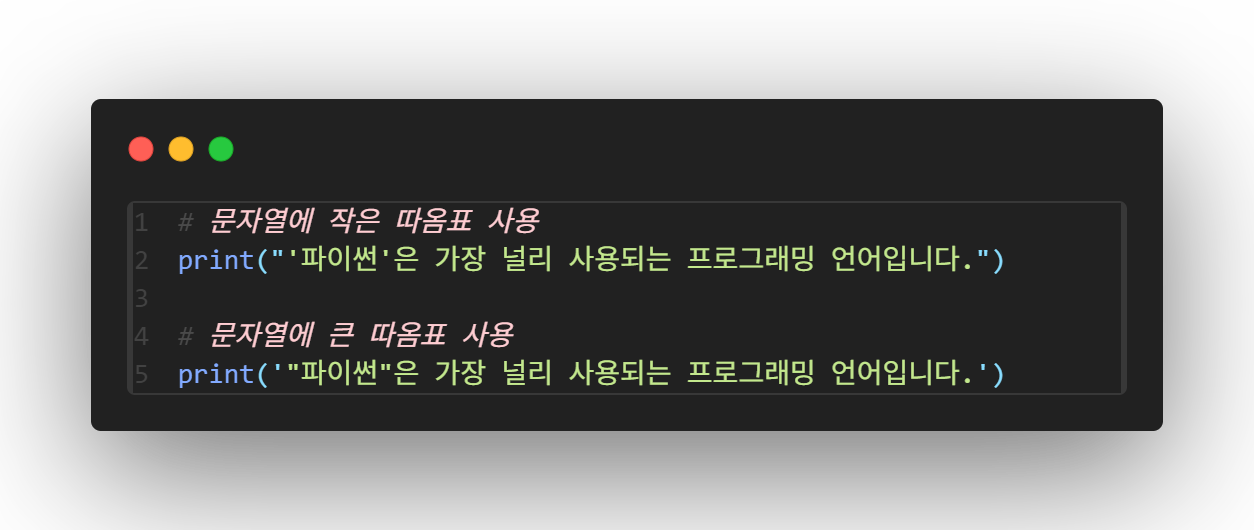 1 # 문자열에 작은 따옴표 사용
2 print("'파이썬'은 가장 널리 사용되는 프로그래밍 언어입니다.")
3
4 # 문자열에 큰 따옴표 사용
5 print('"파이썬"은 가장 널리 사용되는 프로그래밍 언어입니다.')